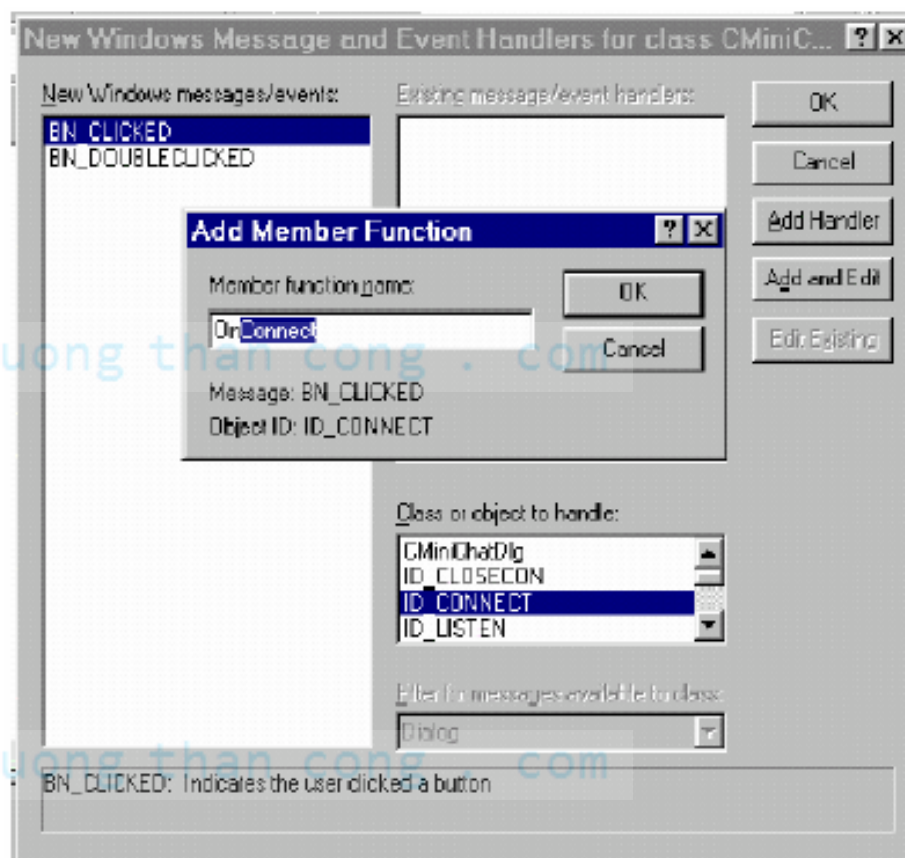 New Windows Message and Event Handlers for class CMiniC...
New Windows messages/events:
BN_CLICKED
BN_DOUBLECLICKED
Existing message/event handlers:
OK
Cancel
Add Handler
Add and Edit
Edit Existing
Add Member Function
Member function name:
OnConnect
OK
Cancel
Message: BN_CLICKED
Object ID: ID_CONNECT
uong than cong . com
Class or object to handle:
CMiniChatDlg
ID_CLOSECON
ID_CONNECT
ID_LISTEN
Filter for messages available to class:
Dialog
uong than cong . com
BN_CLICKED: Indicates the user clicked a button